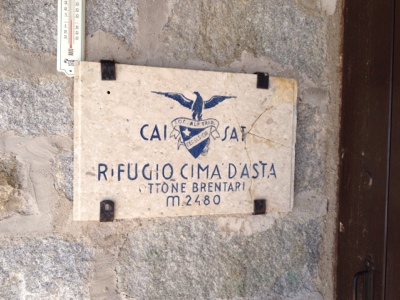 CAI SAT
RIFUGIO CIMA D'ASTA
OTTONE BRENTARI
m.2480